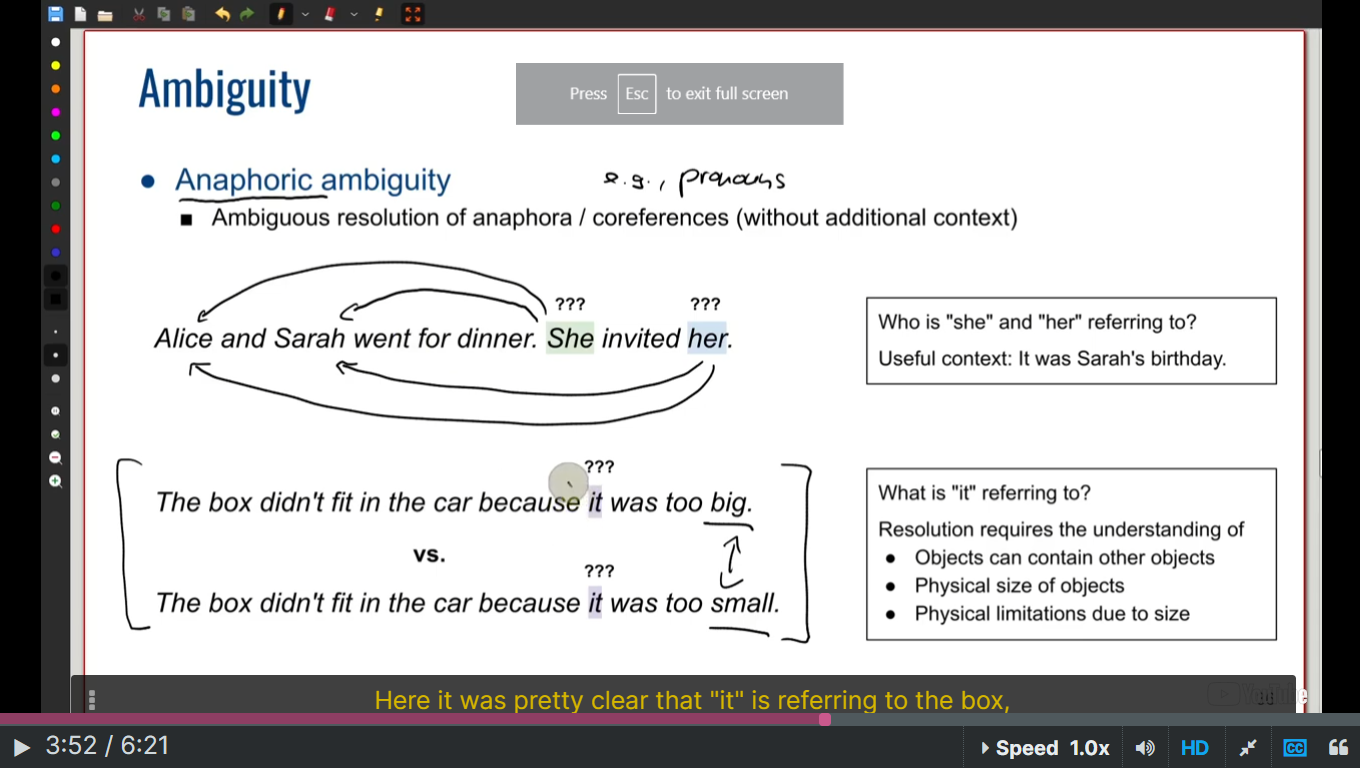 Ambiguity
Press Esc to exit full screen
● Anaphoric ambiguity
e.g., pronouns
■ Ambiguous resolution of anaphora / coreferences (without additional context)
??? ???
Alice and Sarah went for dinner. She invited her.
Who is "she" and "her" referring to?
Useful context: It was Sarah's birthday.
???
The box didn't fit in the car because it was too big.
vs.
???
The box didn't fit in the car because it was too small.
What is "it" referring to?
Resolution requires the understanding of
● Objects can contain other objects
● Physical size of objects
● Physical limitations due to size
Here it was pretty clear that "it" is referring to the box,
YouTube
3:52 / 6:21
Speed 1.0x
HD
CC